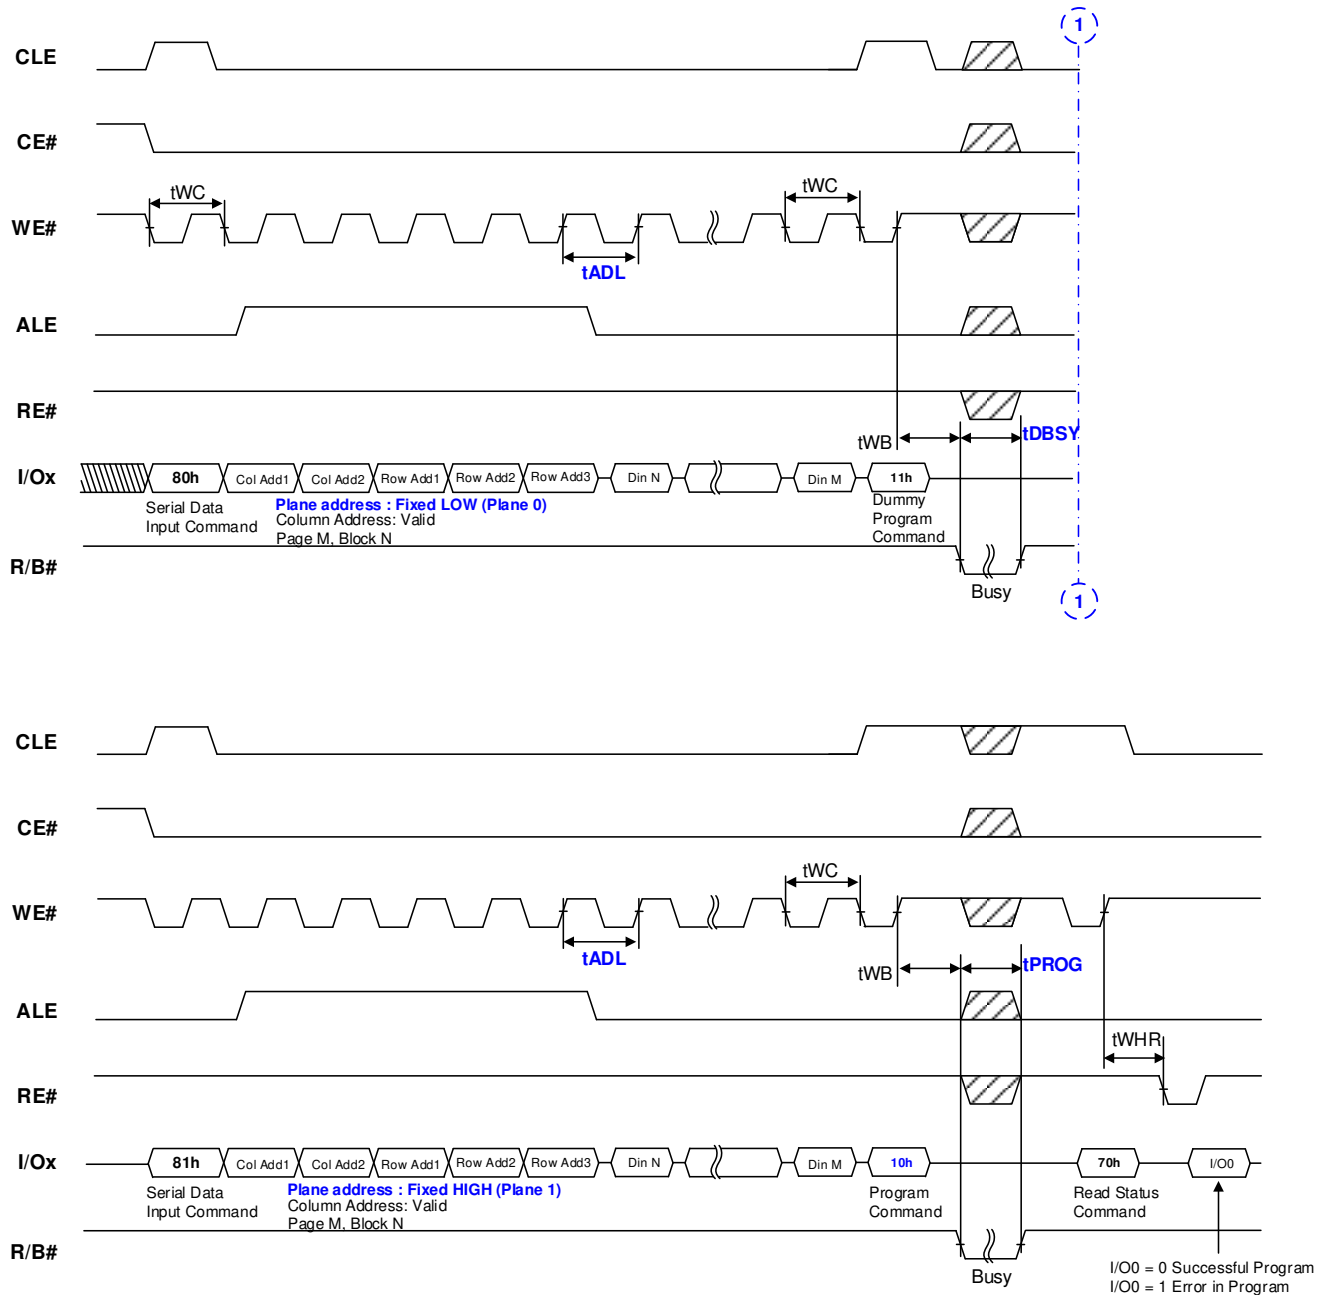 1
CLE
CE#
tWC
tWC
WE#
tADL
ALE
RE#
tWB
tDBSY
I/Ox
80h
Col Add1
Col Add2
Row Add1
Row Add2
Row Add3
Din N
Din M
11h
Serial Data
Input Command
Plane address : Fixed LOW (Plane 0)
Column Address: Valid
Page M, Block N
Dummy
Program
Command
R/B#
Busy
1
CLE
CE#
tWC
WE#
tADL
tWB
tPROG
ALE
tWHR
RE#
I/Ox
81h
Col Add1
Col Add2
Row Add1
Row Add2
Row Add3
Din N
Din M
10h
70h
I/O0
Serial Data
Input Command
Plane address : Fixed HIGH (Plane 1)
Column Address: Valid
Page M, Block N
Program
Command
Read Status
Command
R/B#
Busy
I/O0 = 0 Successful Program
I/O0 = 1 Error in Program